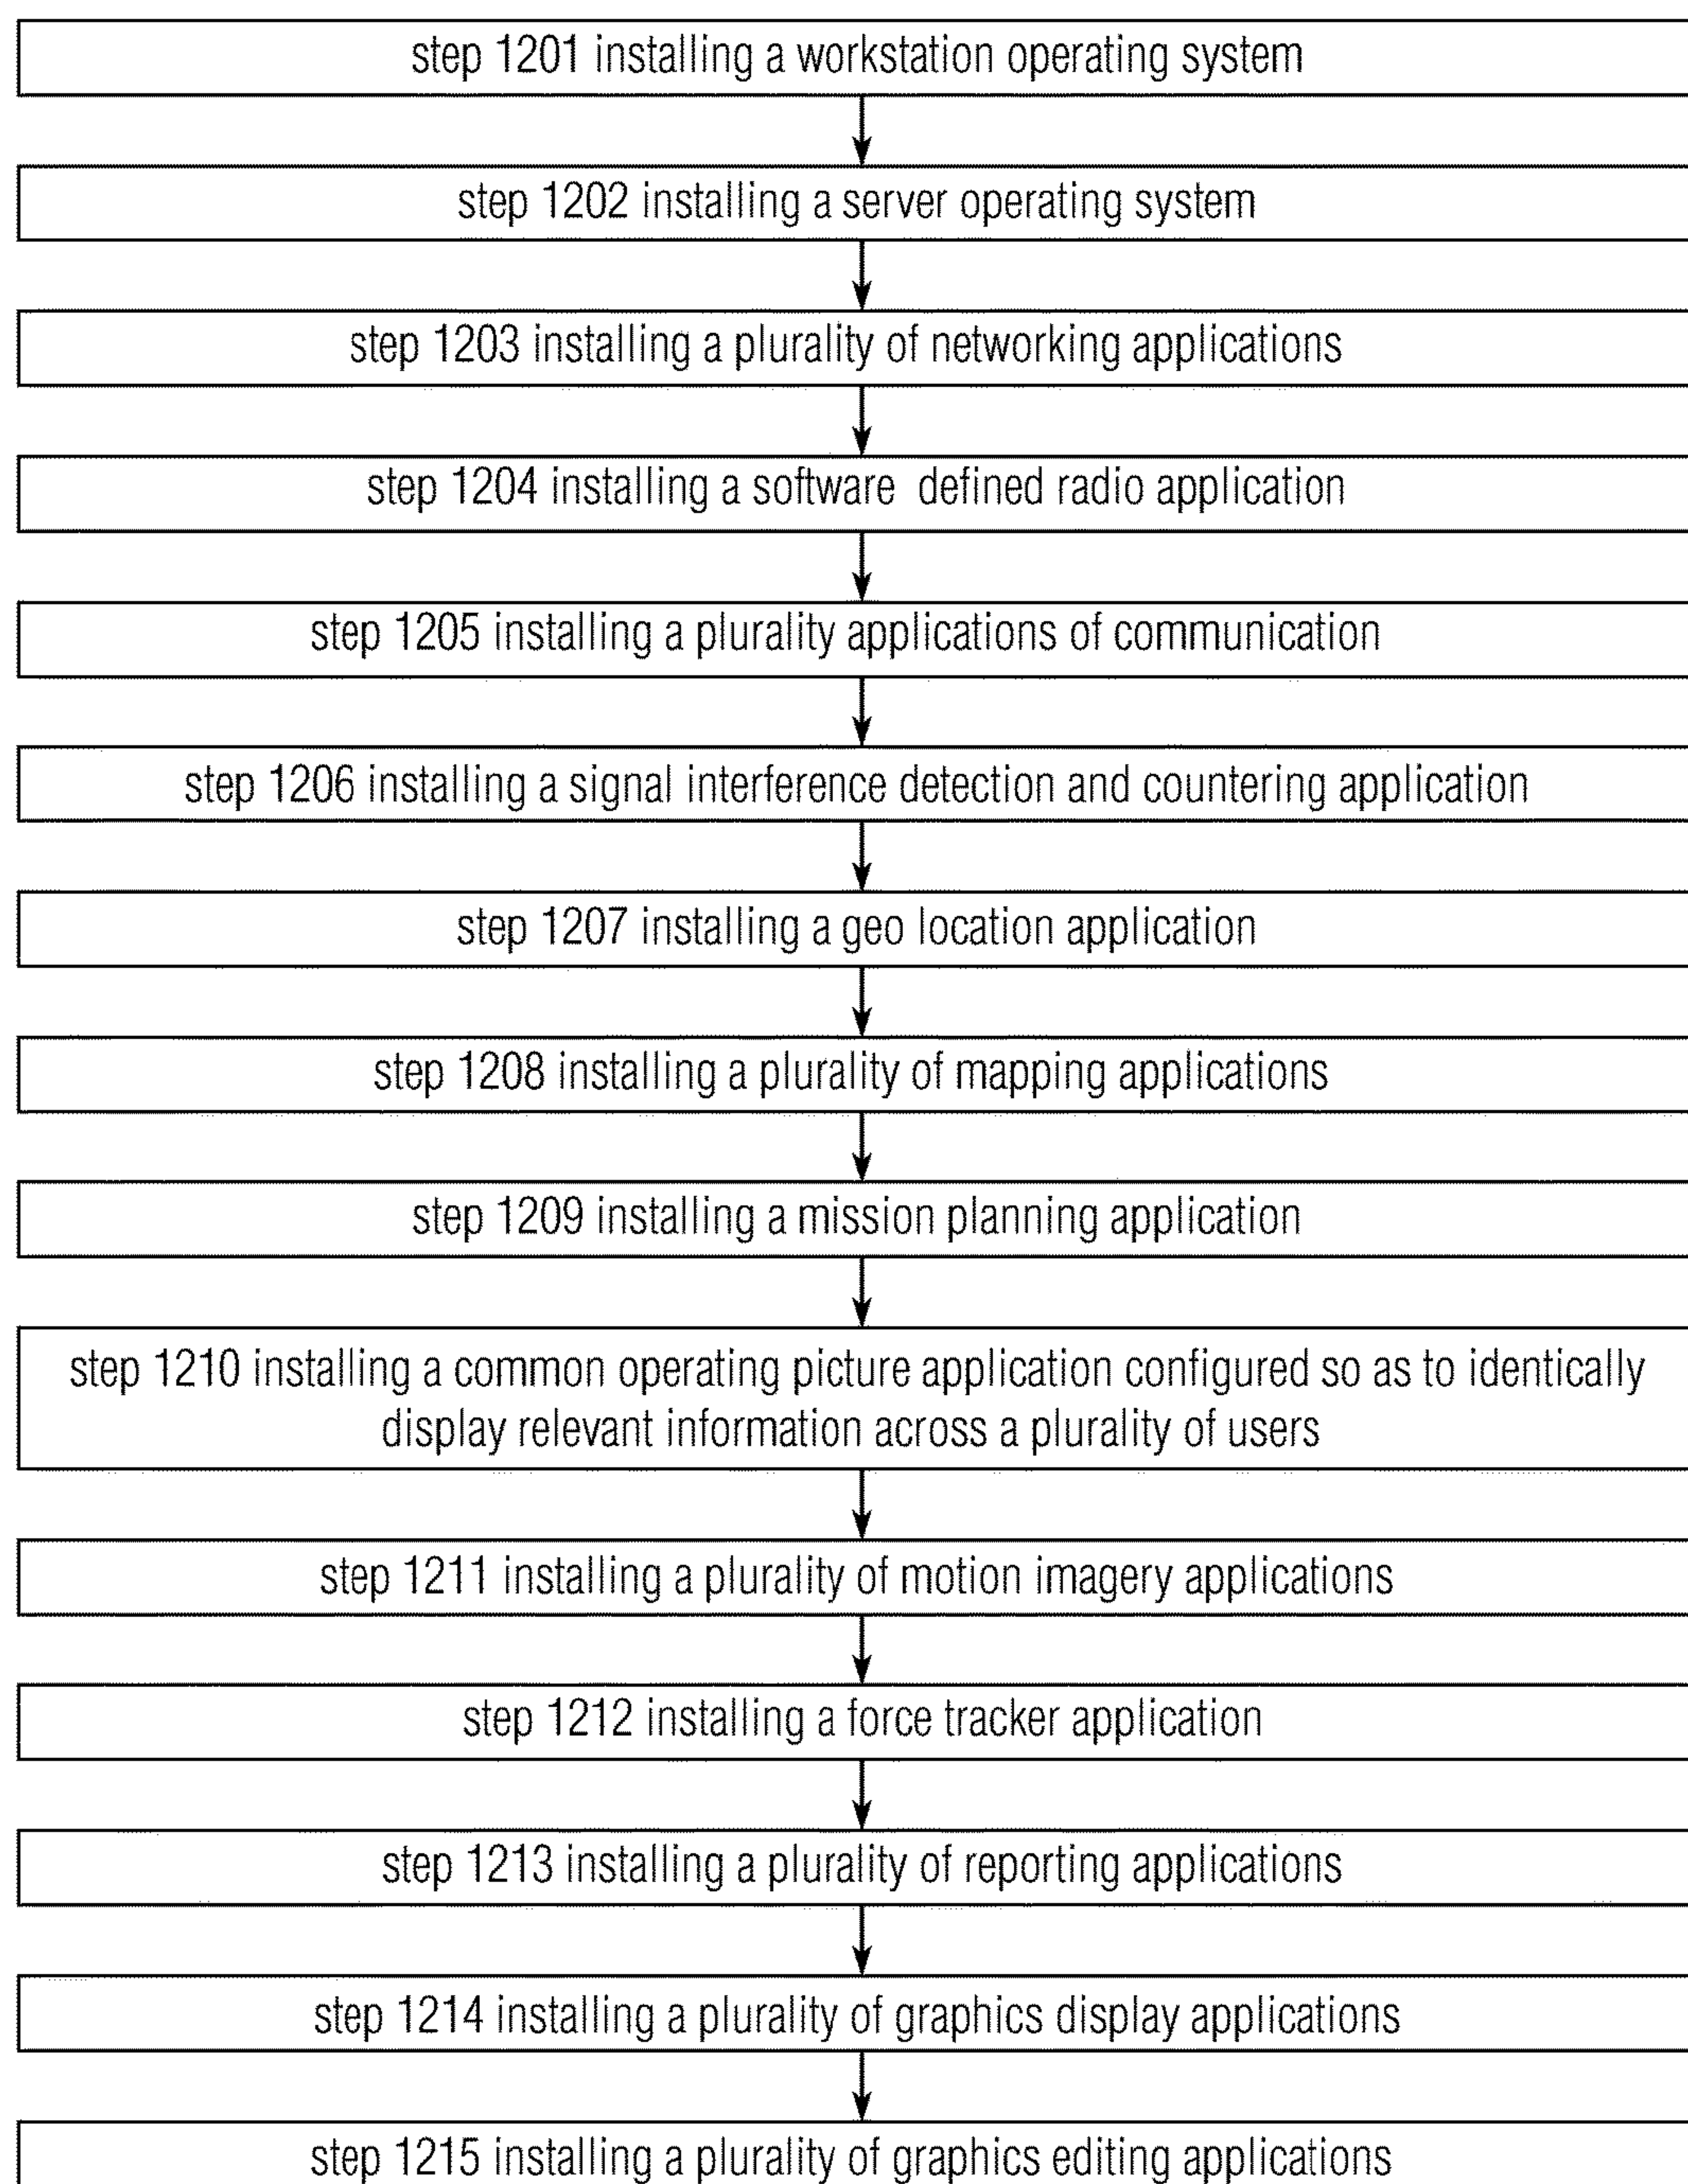 step 1201 installing a workstation operating system
step 1202 installing a server operating system
step 1203 installing a plurality of networking applications
step 1204 installing a software defined radio application
step 1205 installing a plurality applications of communication
step 1206 installing a signal interference detection and countering application
step 1207 installing a geo location application
step 1208 installing a plurality of mapping applications
step 1209 installing a mission planning application
step 1210 installing a common operating picture application configured so as to identically
display relevant information across a plurality of users
step 1211 installing a plurality of motion imagery applications
step 1212 installing a force tracker application
step 1213 installing a plurality of reporting applications
step 1214 installing a plurality of graphics display applications
step 1215 installing a plurality of graphics editing applications